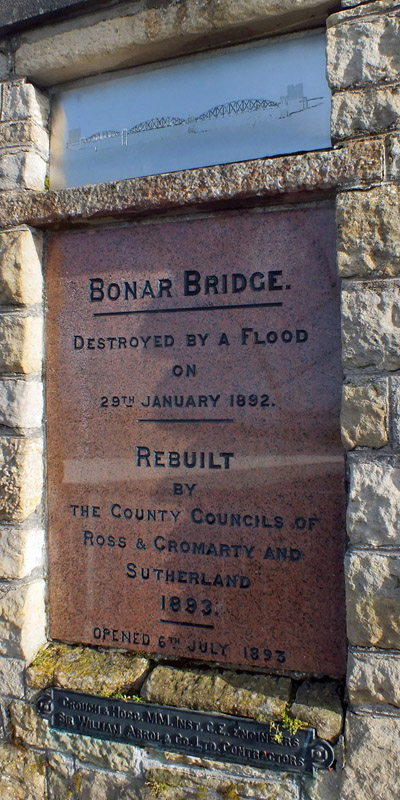 BONAR BRIDGE.
DESTROYED BY A FLOOD
ON
29TH JANUARY 1892.
REBUILT
BY
THE COUNTY COUNCILS OF
ROSS & CROMARTY AND
SUTHERLAND
1893.
OPENED 6TH JULY 1893
CROUCH & HOGG, M.M. INST. C.E. ENGINEERS
SIR WILLIAM ARROL & CO. LTD. CONTRACTORS